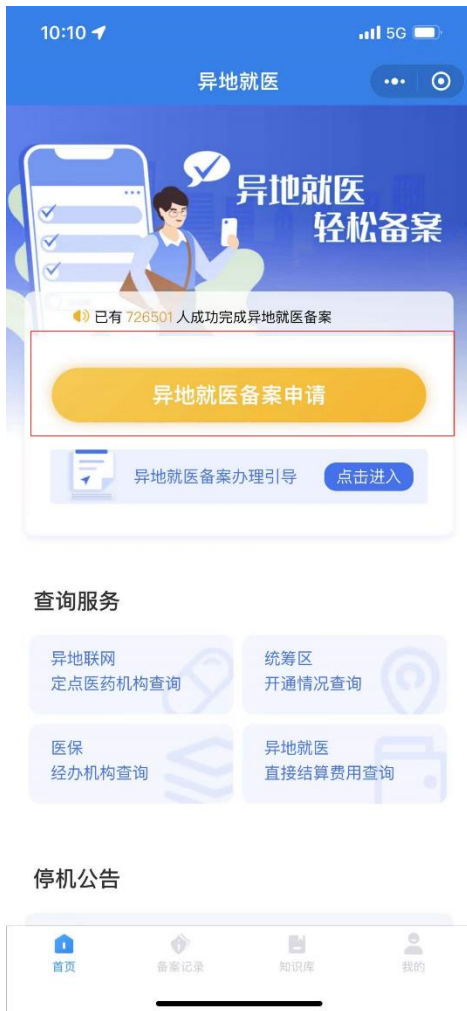 10:10
5G
异地就医
异地就医
轻松备案
已有 726501 人成功完成异地就医备案
异地就医备案申请
异地就医备案办理引导
点击进入
查询服务
异地联网
定点医药机构查询
统筹区
开通情况查询
医保
经办机构查询
异地就医
直接结算费用查询
停机公告
首页
备案记录
知识库
我的